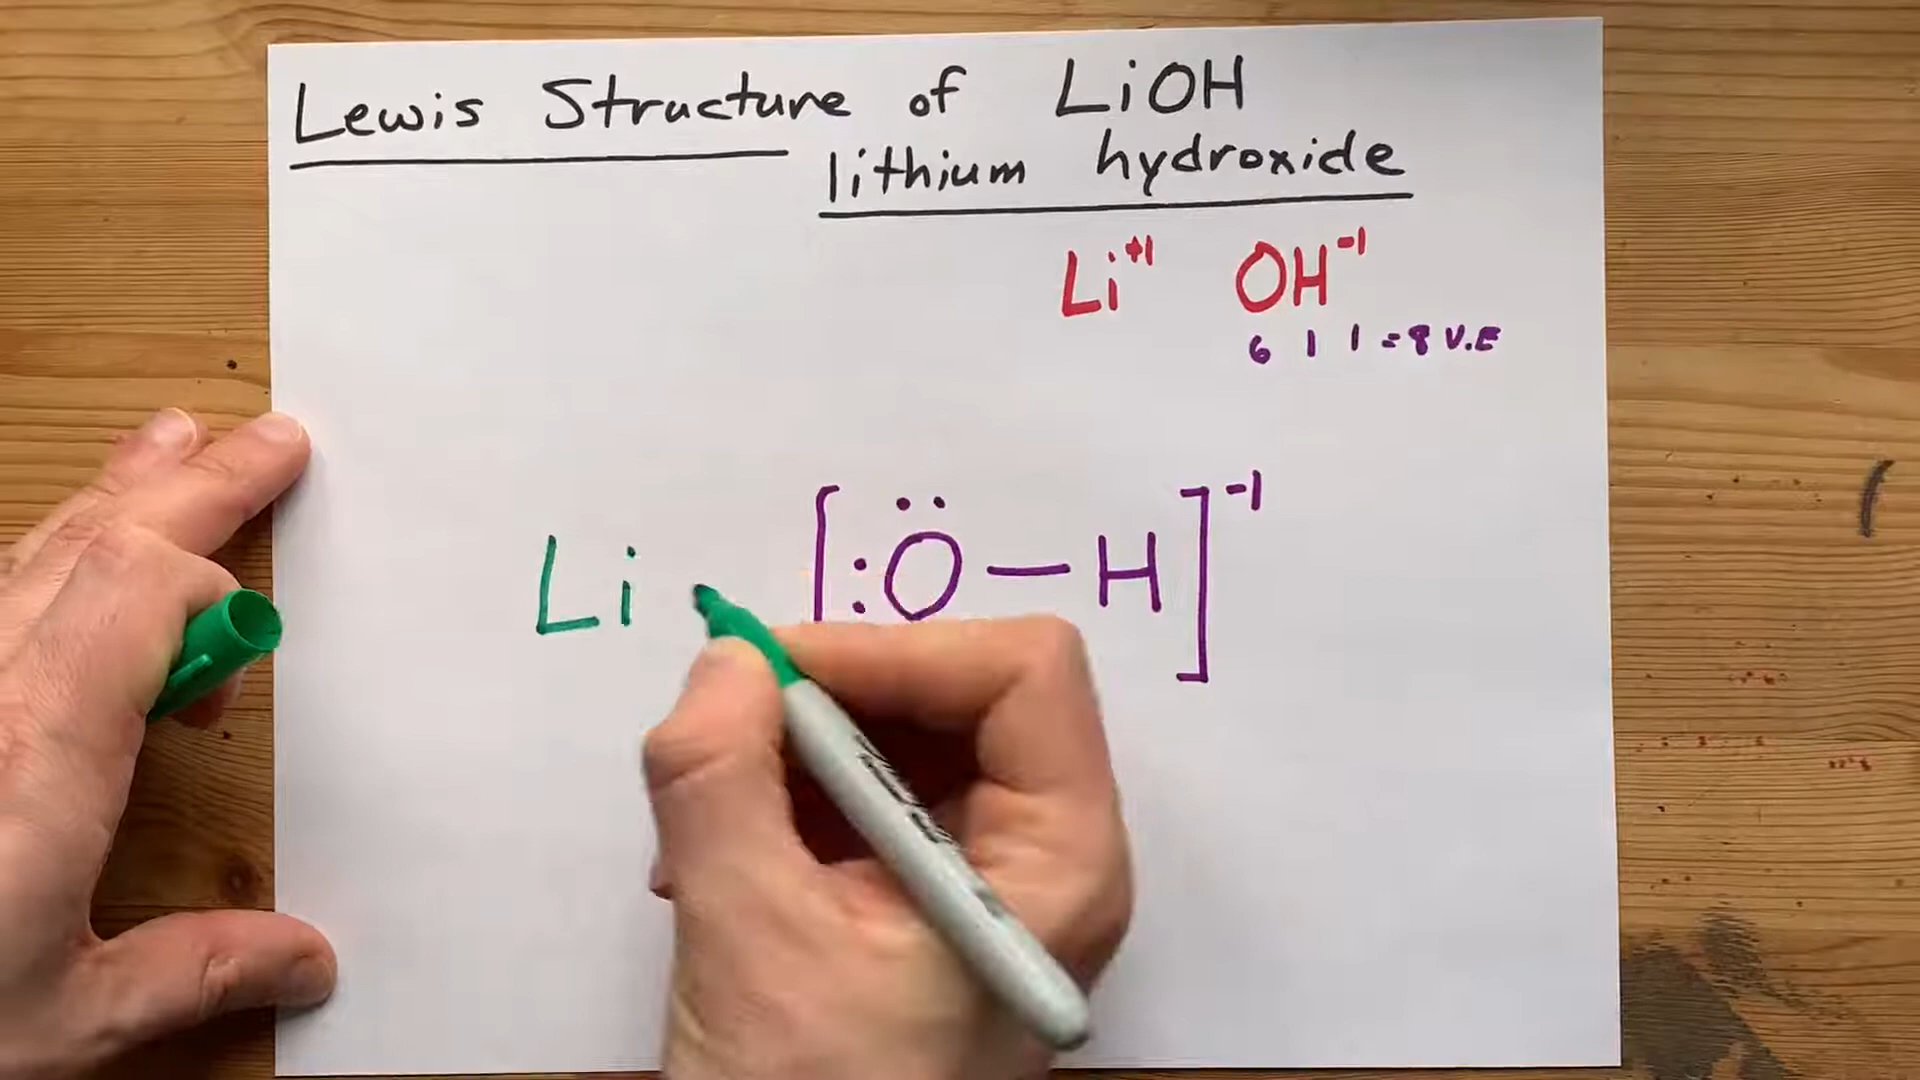 Lewis Structure of LiOH
lithium hydroxide
Li+1 OH-1
6 1 1 = 8 V.E
Li [:Ö—H]-1